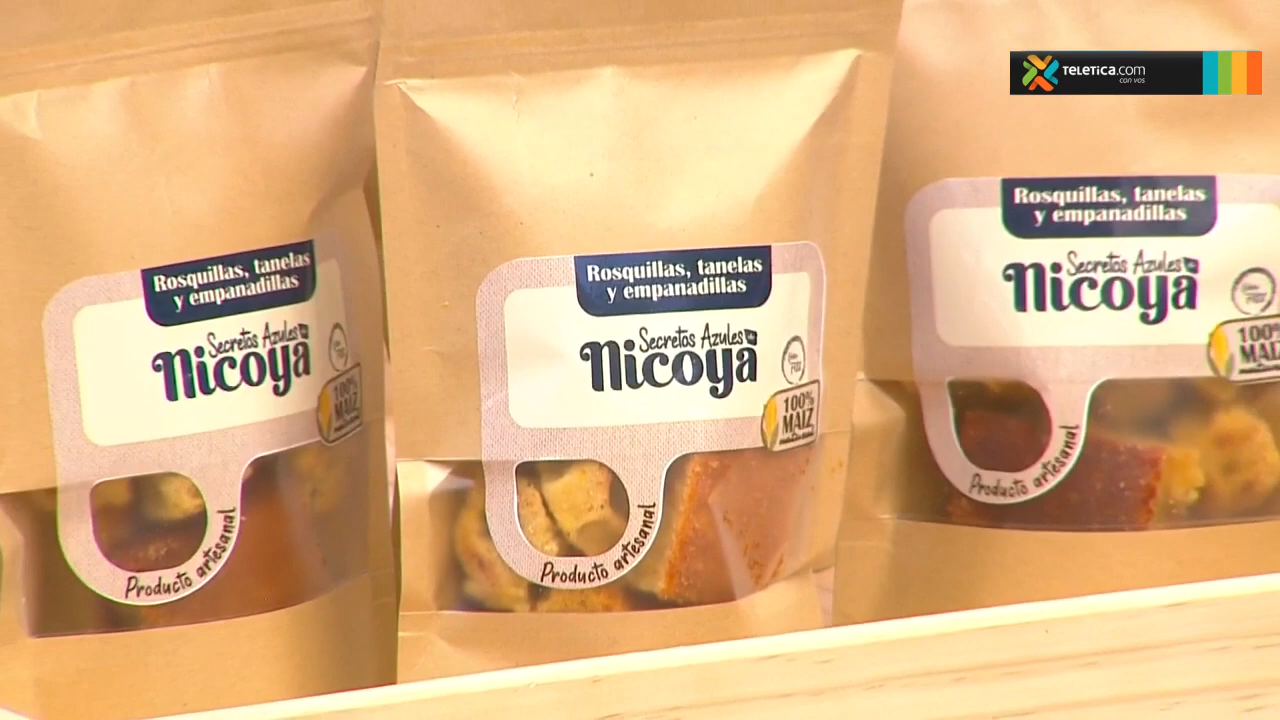 TELETICA.com
con vos
Rosquillas, tanelas
y empanadillas
Secretos Azules
Nicoya
100%
MAIZ
Producto artesanal
Rosquillas, tanelas
y empanadillas
Secretos Azules
Nicoya
100%
MAIZ
Producto artesanal
Rosquillas, tanelas
y empanadillas
Secretos Azules
Nicoya
100%
MAIZ
Producto artesanal